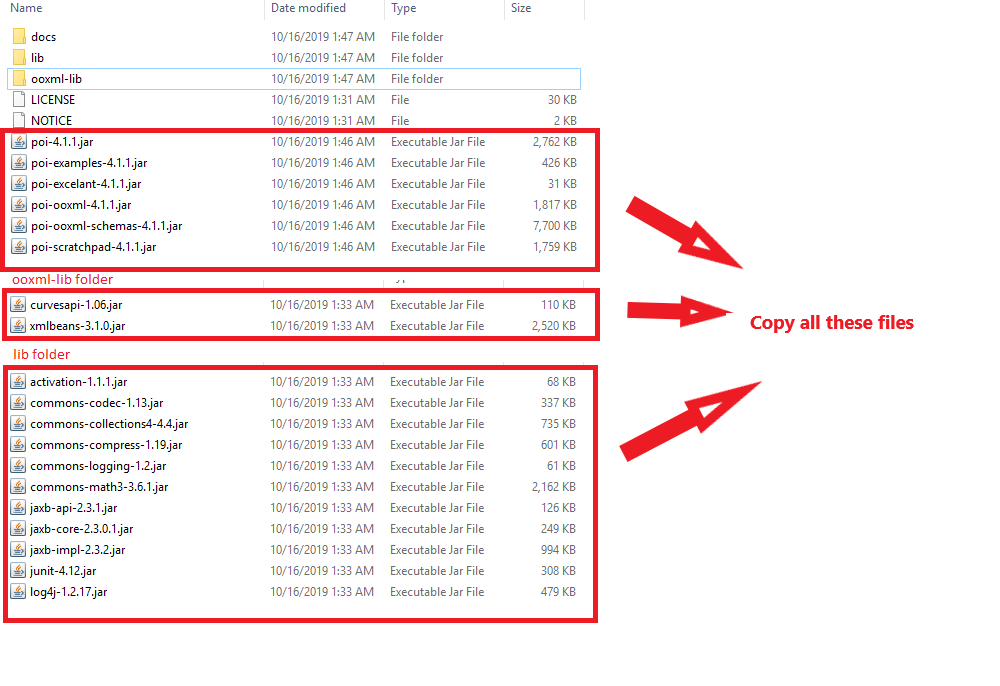 Name Date modified Type Size
docs 10/16/2019 1:47 AM File folder
lib 10/16/2019 1:47 AM File folder
ooxml-lib 10/16/2019 1:47 AM File folder
LICENSE 10/16/2019 1:31 AM File 30 KB
NOTICE 10/16/2019 1:31 AM File 2 KB
poi-4.1.1.jar 10/16/2019 1:46 AM Executable Jar File 2,762 KB
poi-examples-4.1.1.jar 10/16/2019 1:46 AM Executable Jar File 426 KB
poi-excelant-4.1.1.jar 10/16/2019 1:46 AM Executable Jar File 31 KB
poi-ooxml-4.1.1.jar 10/16/2019 1:46 AM Executable Jar File 1,817 KB
poi-ooxml-schemas-4.1.1.jar 10/16/2019 1:46 AM Executable Jar File 7,700 KB
poi-scratchpad-4.1.1.jar 10/16/2019 1:46 AM Executable Jar File 1,759 KB
ooxml-lib folder
curvesapi-1.06.jar 10/16/2019 1:33 AM Executable Jar File 110 KB
xmlbeans-3.1.0.jar 10/16/2019 1:33 AM Executable Jar File 2,520 KB
Copy all these files
lib folder
activation-1.1.1.jar 10/16/2019 1:33 AM Executable Jar File 68 KB
commons-codec-1.13.jar 10/16/2019 1:33 AM Executable Jar File 337 KB
commons-collections4-4.4.jar 10/16/2019 1:33 AM Executable Jar File 735 KB
commons-compress-1.19.jar 10/16/2019 1:33 AM Executable Jar File 601 KB
commons-logging-1.2.jar 10/16/2019 1:33 AM Executable Jar File 61 KB
commons-math3-3.6.1.jar 10/16/2019 1:33 AM Executable Jar File 2,162 KB
jaxb-api-2.3.1.jar 10/16/2019 1:33 AM Executable Jar File 126 KB
jaxb-core-2.3.0.1.jar 10/16/2019 1:33 AM Executable Jar File 249 KB
jaxb-impl-2.3.2.jar 10/16/2019 1:33 AM Executable Jar File 994 KB
junit-4.12.jar 10/16/2019 1:33 AM Executable Jar File 308 KB
log4j-1.2.17.jar 10/16/2019 1:33 AM Executable Jar File 479 KB